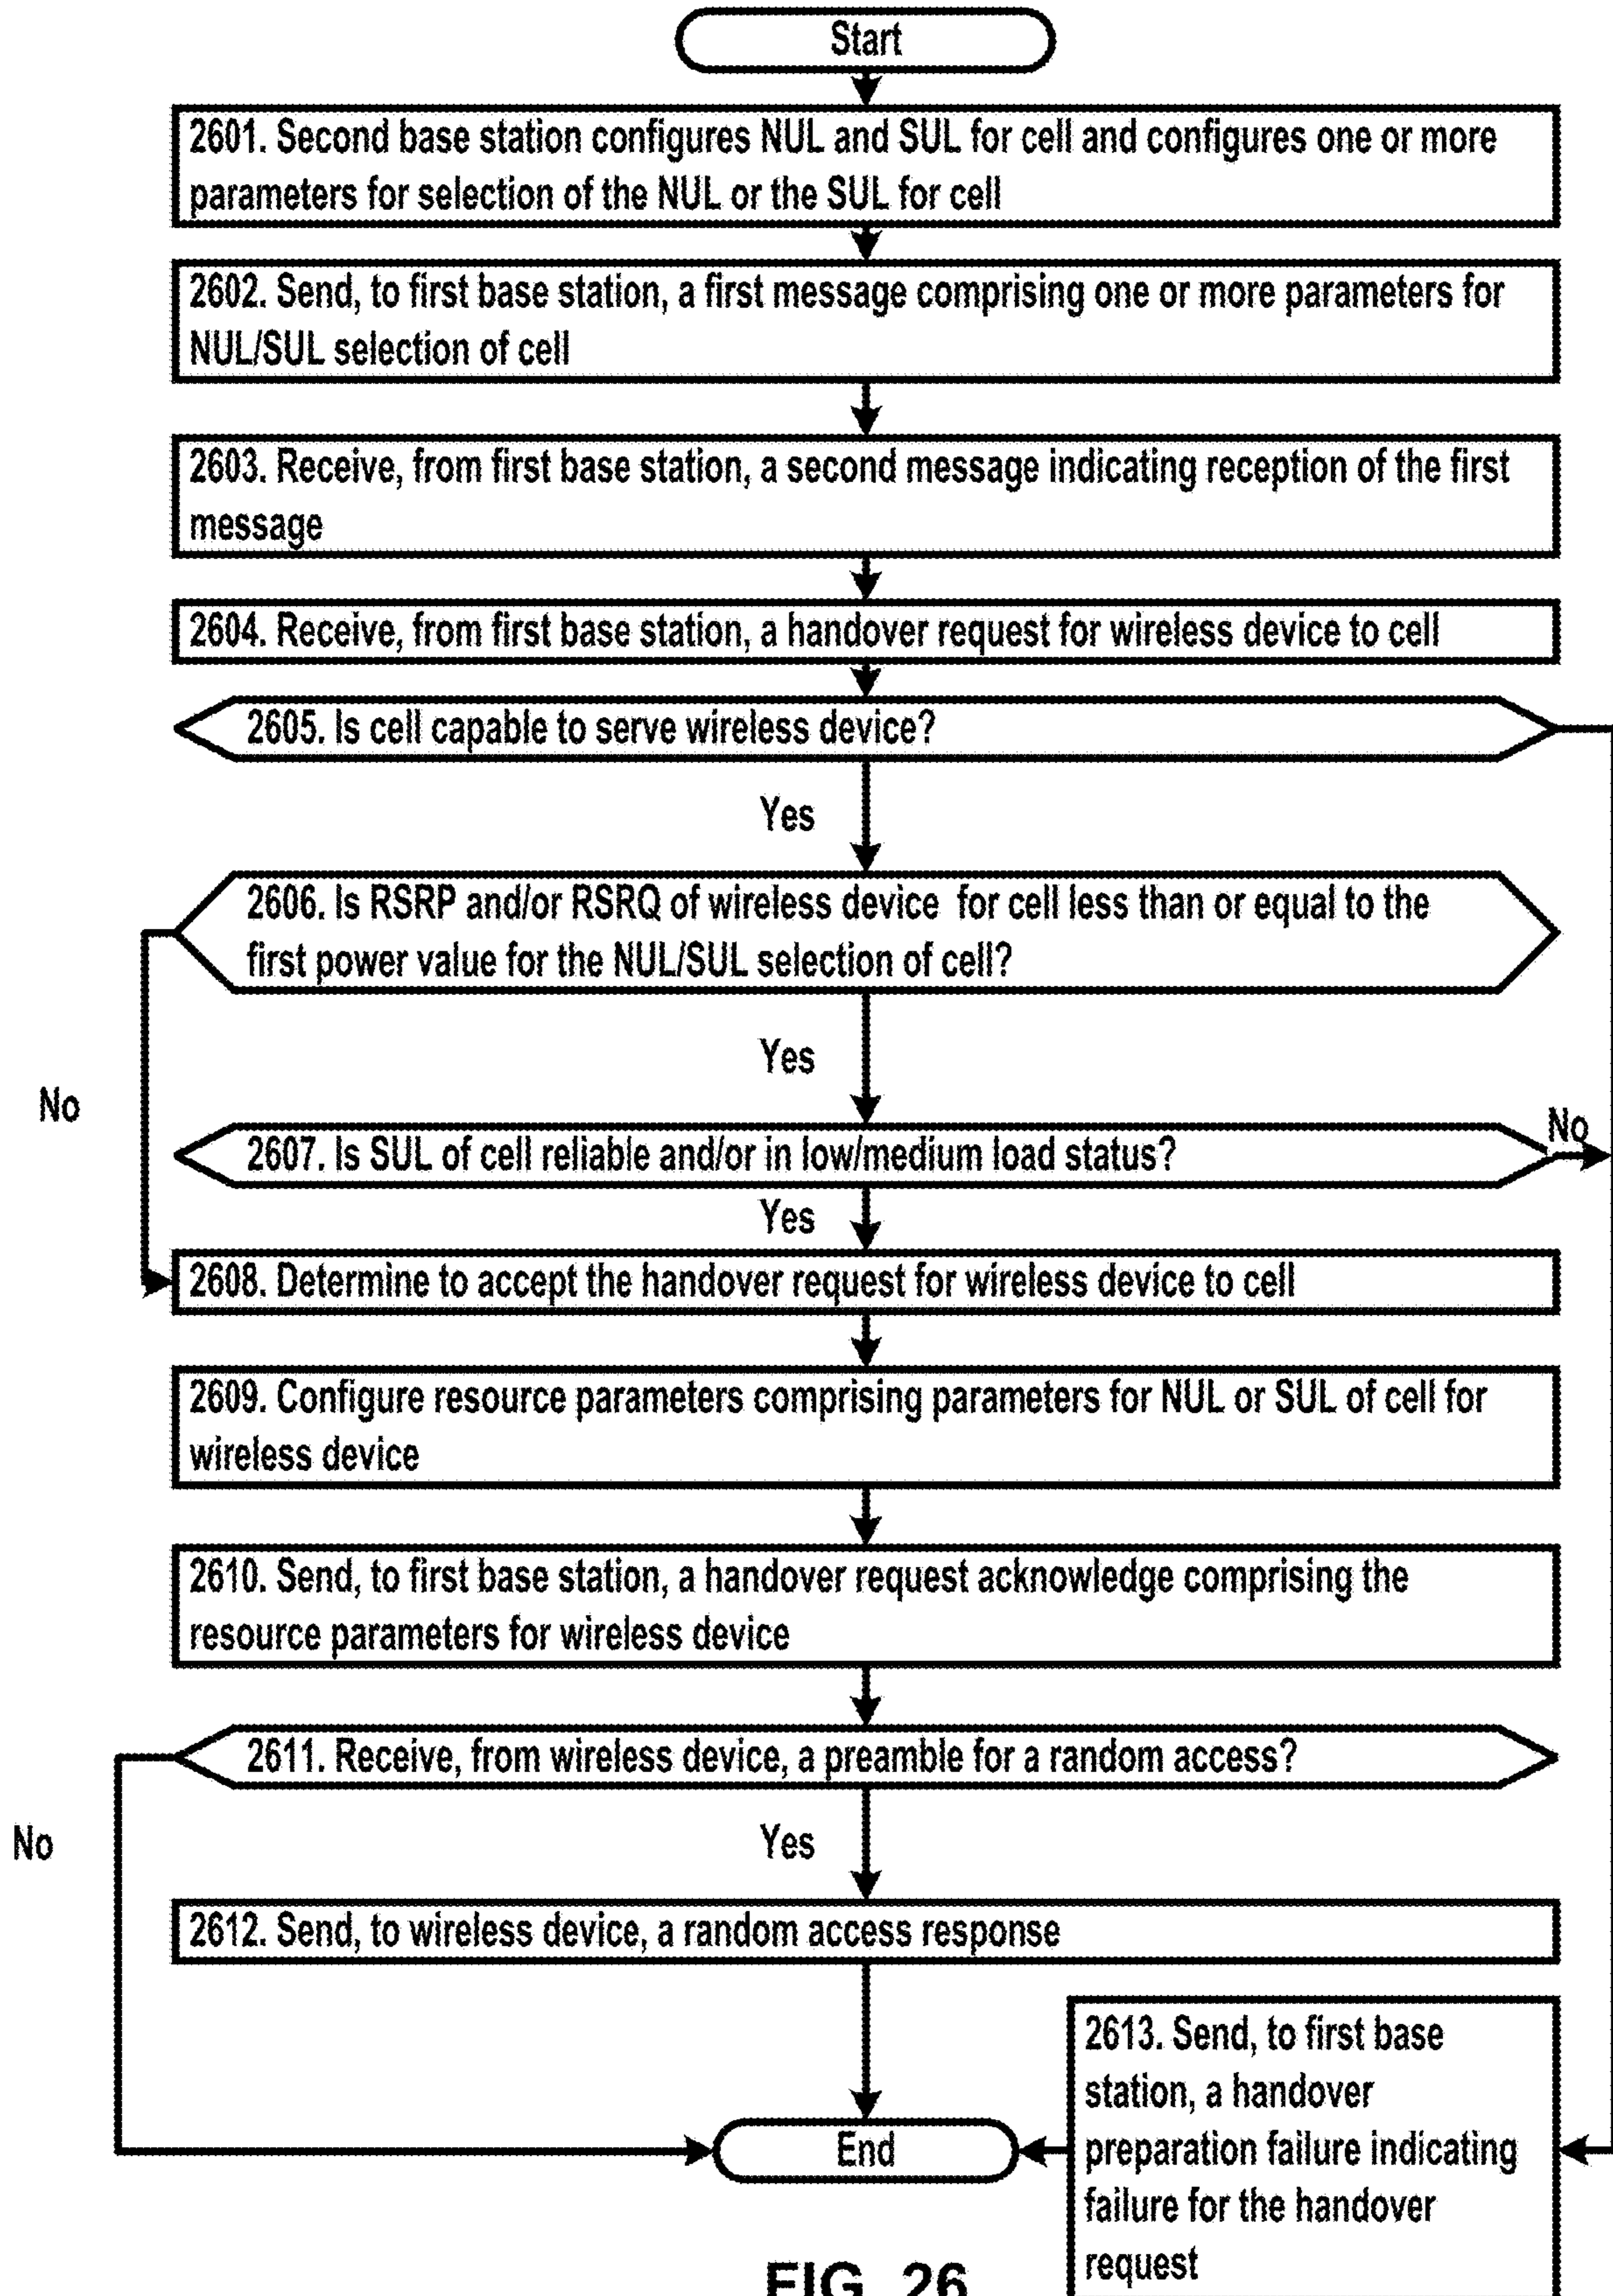 Start
2601. Second base station configures NUL and SUL for cell and configures one or more
parameters for selection of the NUL or the SUL for cell
2602. Send, to first base station, a first message comprising one or more parameters for
NUL/SUL selection of cell
2603. Receive, from first base station, a second message indicating reception of the first
message
2604. Receive, from first base station, a handover request for wireless device to cell
2605. Is cell capable to serve wireless device?
Yes
2606. Is RSRP and/or RSRQ of wireless device for cell less than or equal to the
first power value for the NUL/SUL selection of cell?
Yes
No
No
2607. Is SUL of cell reliable and/or in low/medium load status?
Yes
2608. Determine to accept the handover request for wireless device to cell
2609. Configure resource parameters comprising parameters for NUL or SUL of cell for
wireless device
2610. Send, to first base station, a handover request acknowledge comprising the
resource parameters for wireless device
2611. Receive, from wireless device, a preamble for a random access?
No
Yes
2612. Send, to wireless device, a random access response
2613. Send, to first base
station, a handover
preparation failure indicating
failure for the handover
request
End
FIG. 26